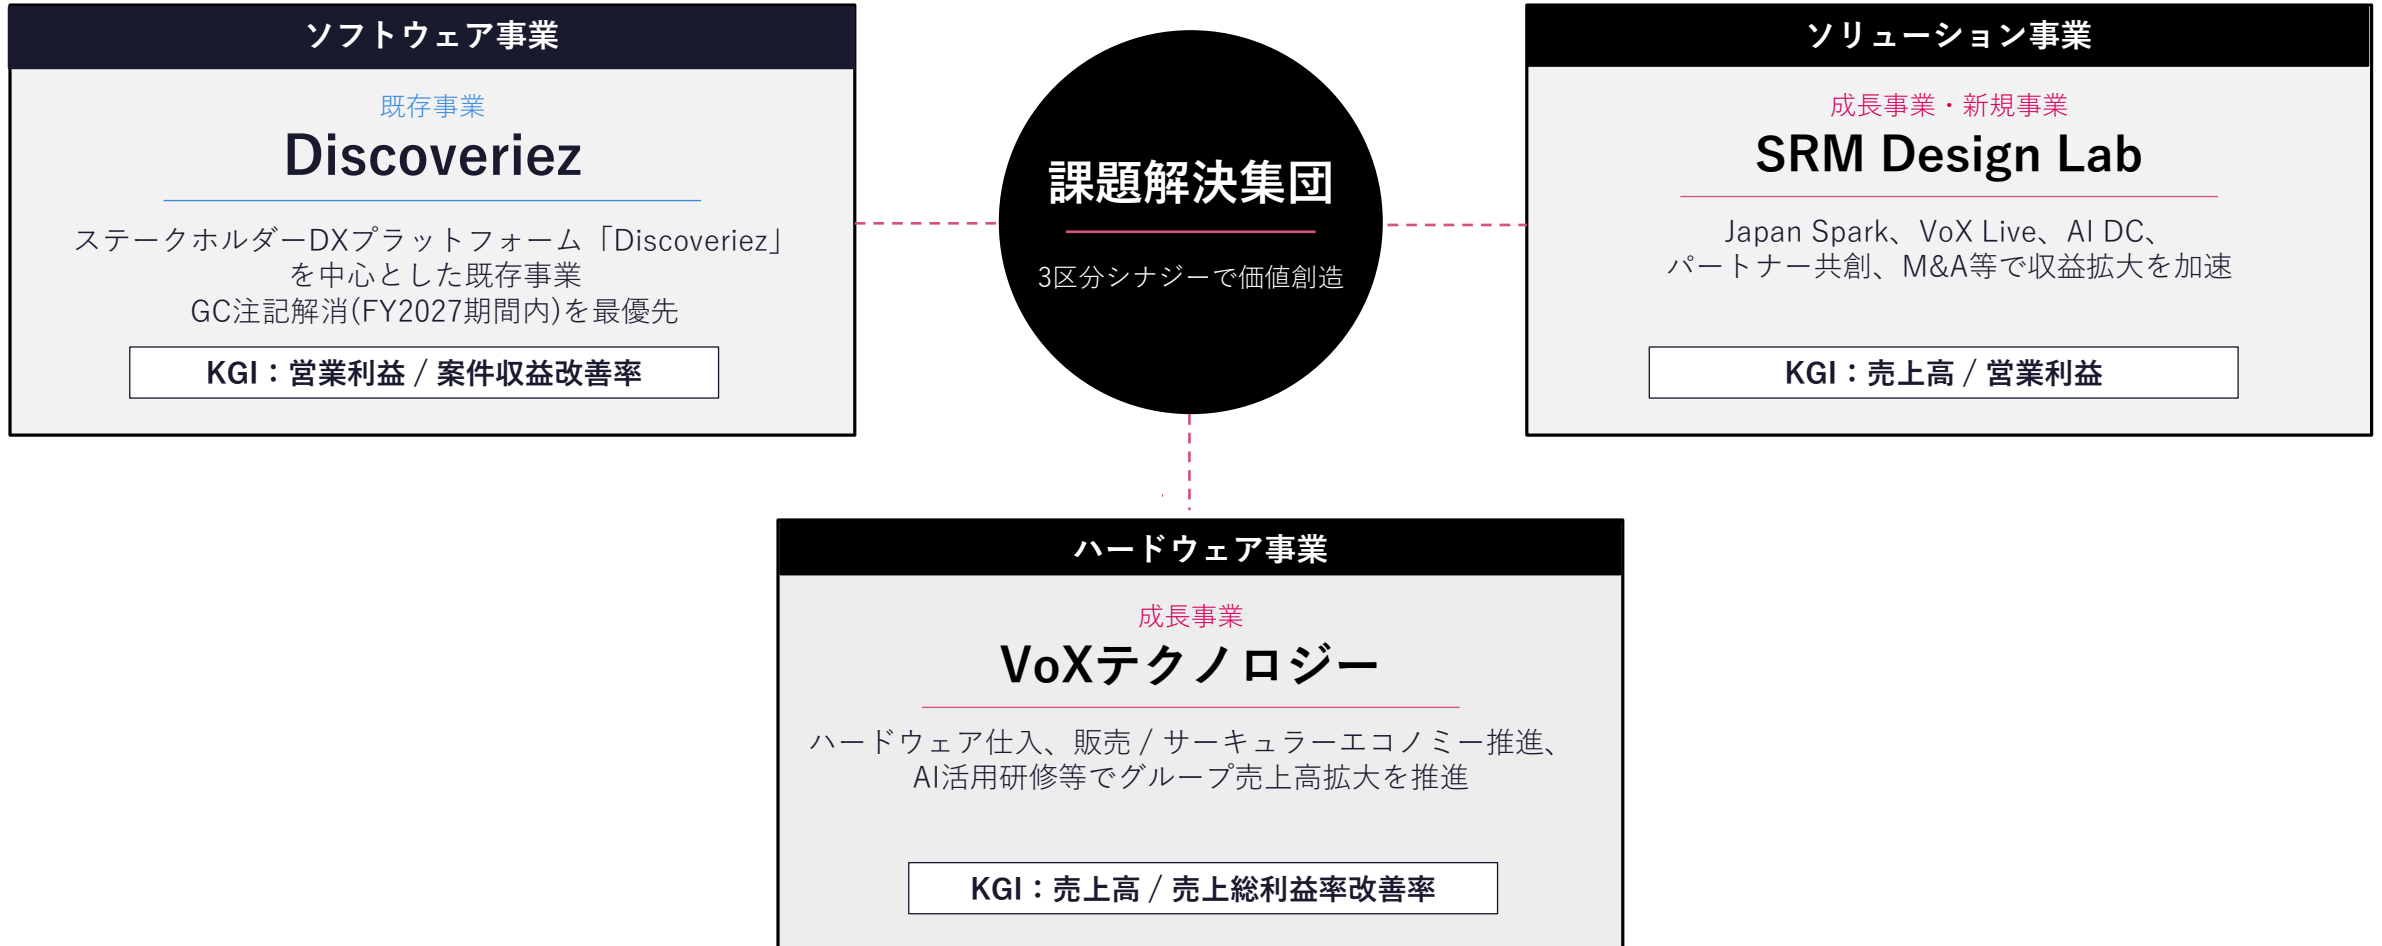 ソフトウェア事業
既存事業
Discoveriez
ステークホルダーDXプラットフォーム「Discoveriez」
を中心とした既存事業
GC注記解消(FY2027期間内)を最優先
KGI：営業利益 / 案件収益改善率
課題解決集団
3区分シナジーで価値創造
ソリューション事業
成長事業・新規事業
SRM Design Lab
Japan Spark、VoX Live、AI DC、
パートナー共創、M&A等で収益拡大を加速
KGI：売上高 / 営業利益
ハードウェア事業
成長事業
VoXテクノロジー
ハードウェア仕入、販売 / サーキュラーエコノミー推進、
AI活用研修等でグループ売上高拡大を推進
KGI：売上高 / 売上総利益率改善率